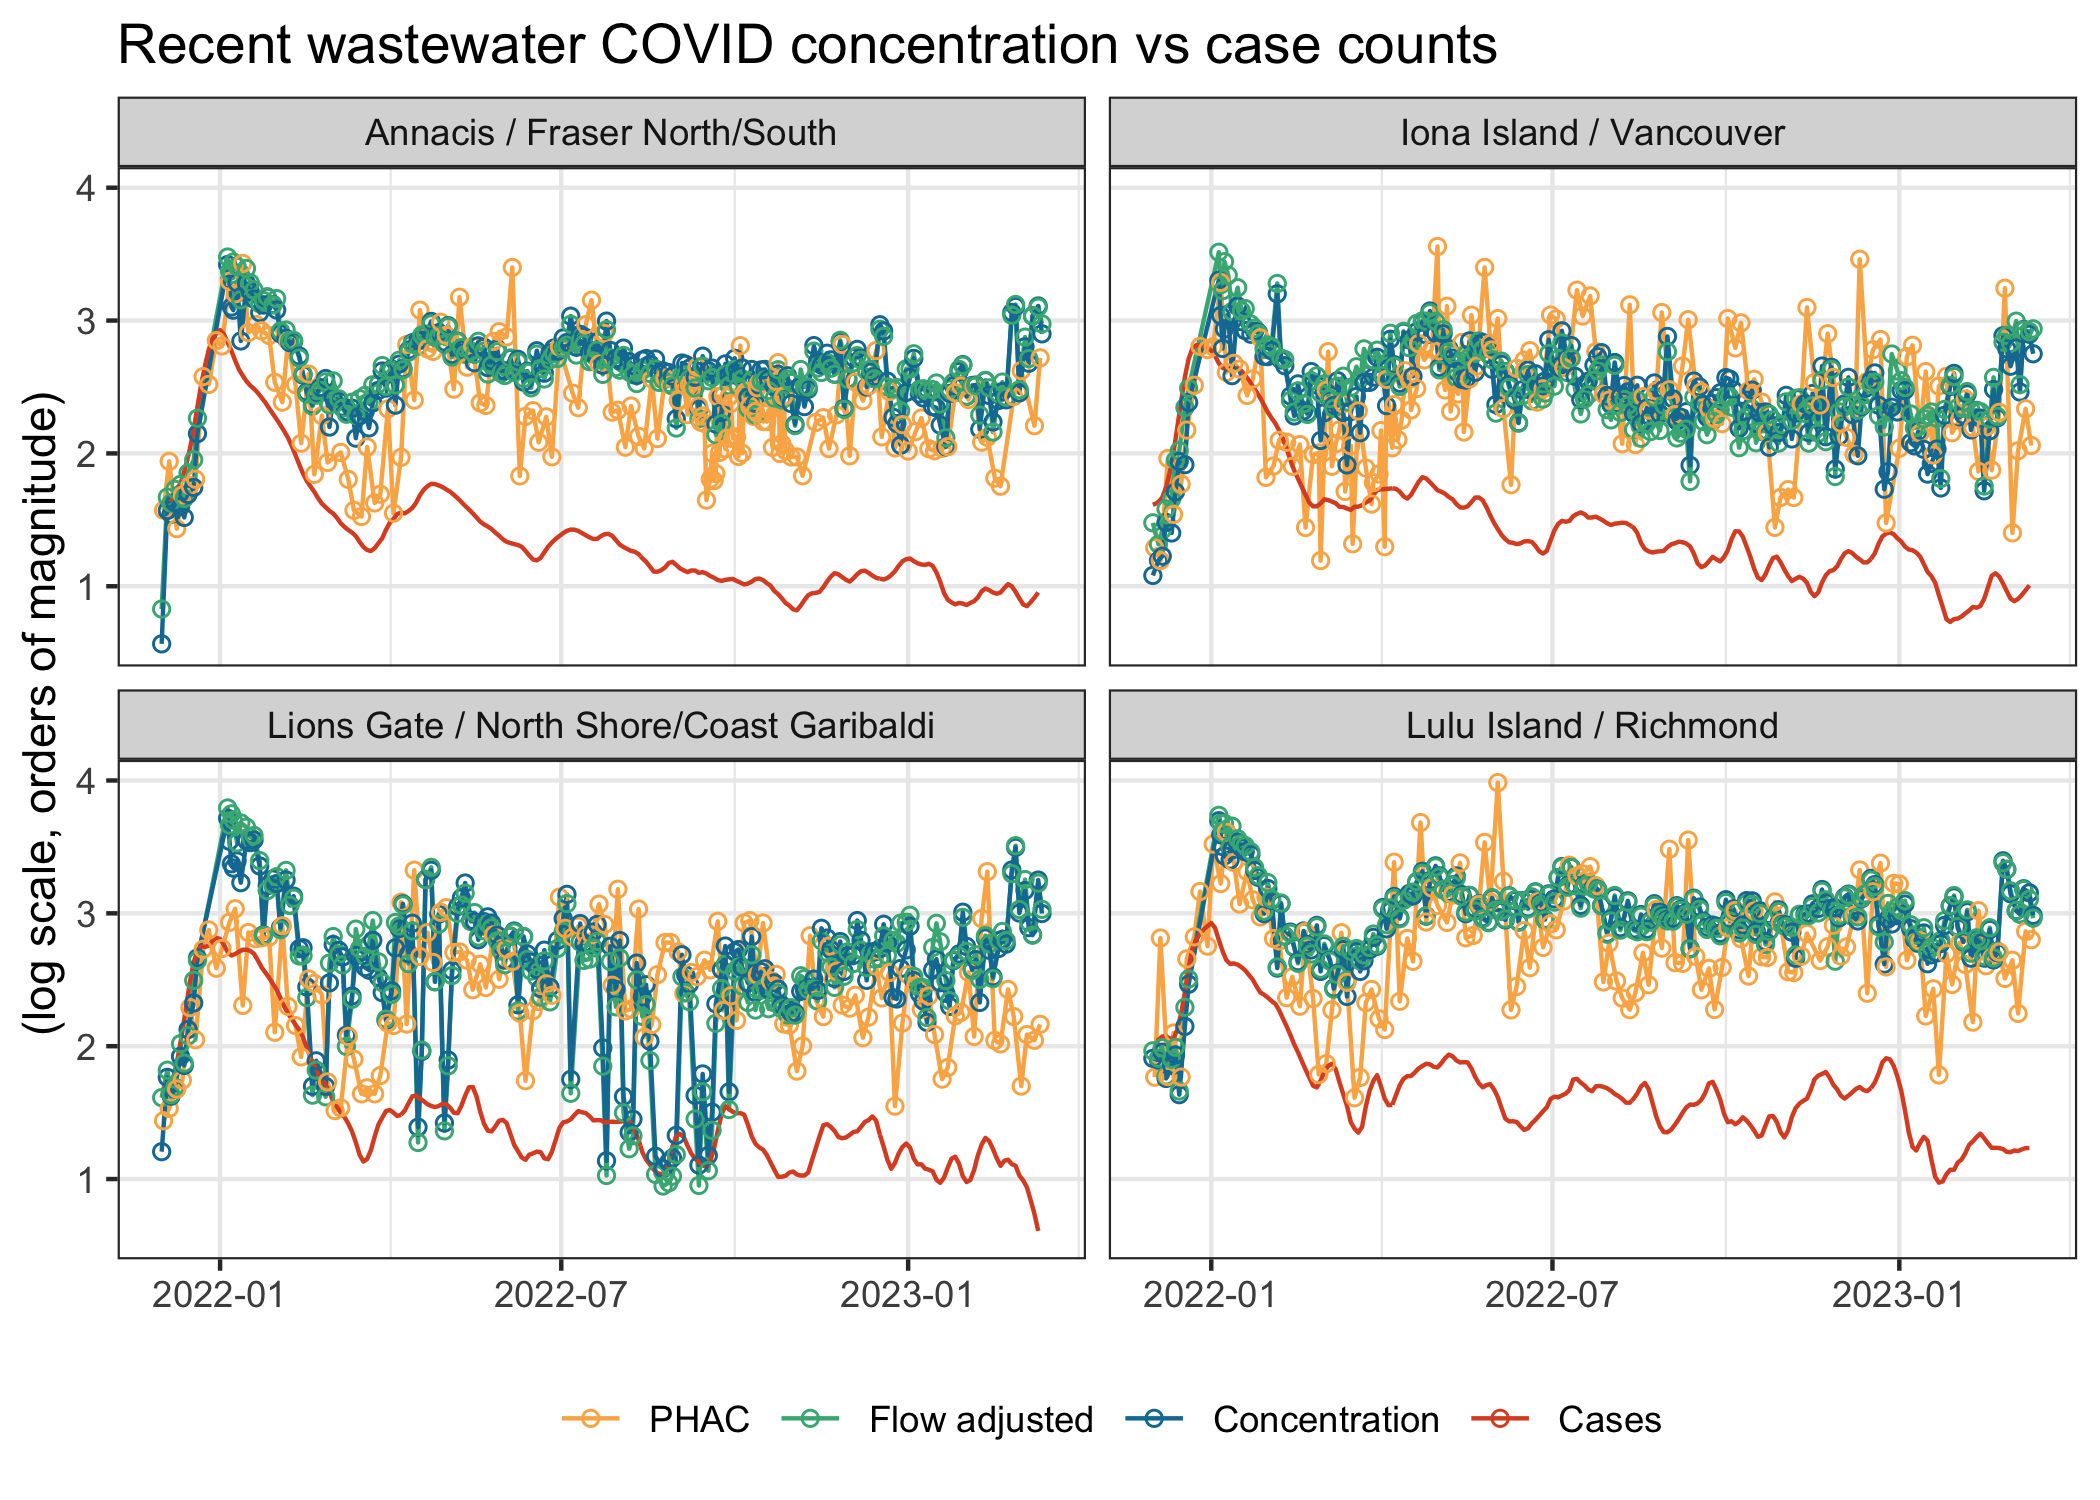 Recent wastewater COVID concentration vs case counts
Annacis / Fraser North/South
Iona Island / Vancouver
4
3
2
1
(log scale, orders of magnitude)
Lions Gate / North Shore/Coast Garibaldi
Lulu Island / Richmond
4
3
2
1
2022-01
2022-07
2023-01
2022-01
2022-07
2023-01
PHAC
Flow adjusted
Concentration
Cases